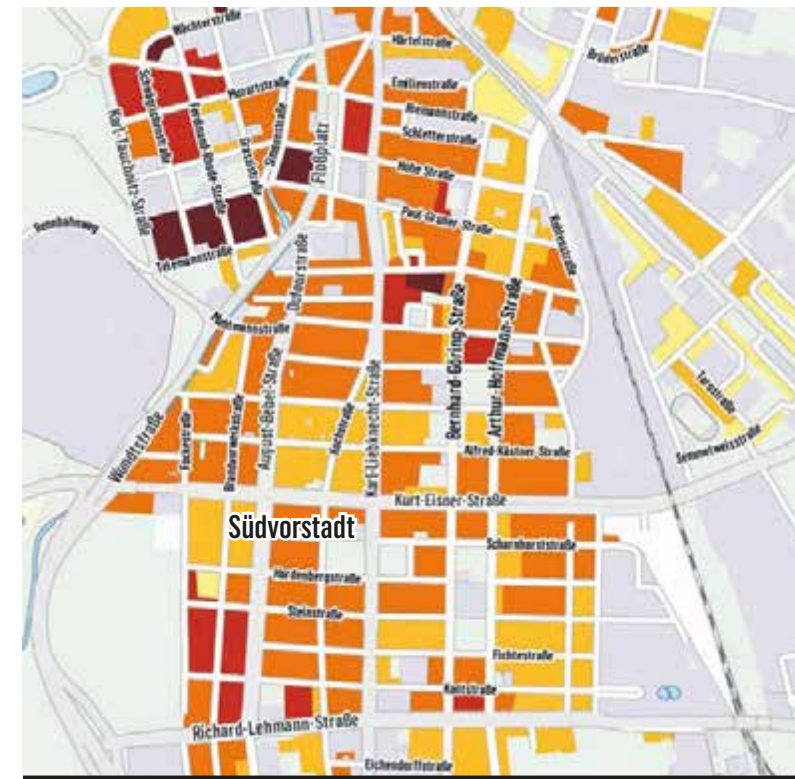 Wächterstraße
Härtelstraße
Brüderstraße
Emilienstraße
Mozartstraße
Schwägrichenstraße
Ferdinand-Rhode-Straße
Grassistraße
Simsonstraße
Floßplatz
Riemannstraße
Schletterstraße
Karl-Tauchnitz-Straße
Hohe Straße
Paul-Gruner-Straße
Rennbahnweg
Telemannstraße
Kohlenstraße
Dufourstraße
Mahlmannstraße
Bernhard-Göring-Straße
Arthur-Hoffmann-Straße
Karl-Liebknecht-Straße
August-Bebel-Straße
Kochstraße
Tarostraße
Fockestraße
Brandvorwerkstraße
Wundtstraße
Alfred-Kästner-Straße
Semmelweisstraße
Kurt-Eisner-Straße
Südvorstadt
Scharnhorststraße
Hardenbergstraße
Steinstraße
Fichtestraße
Kantstraße
Richard-Lehmann-Straße
Eichendorffstraße